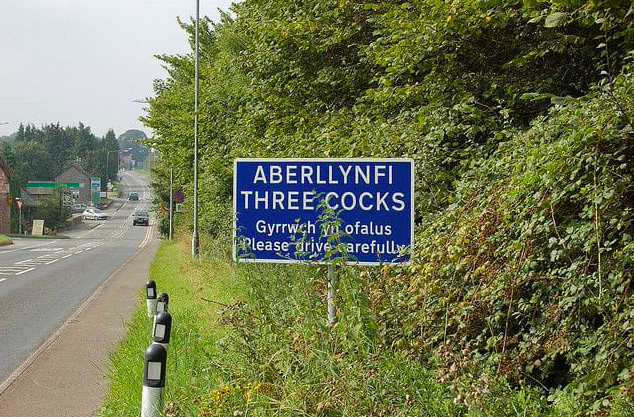 ABERLLYNFI
THREE COCKS
Gyrrwch yn ofalus
Please drive carefully